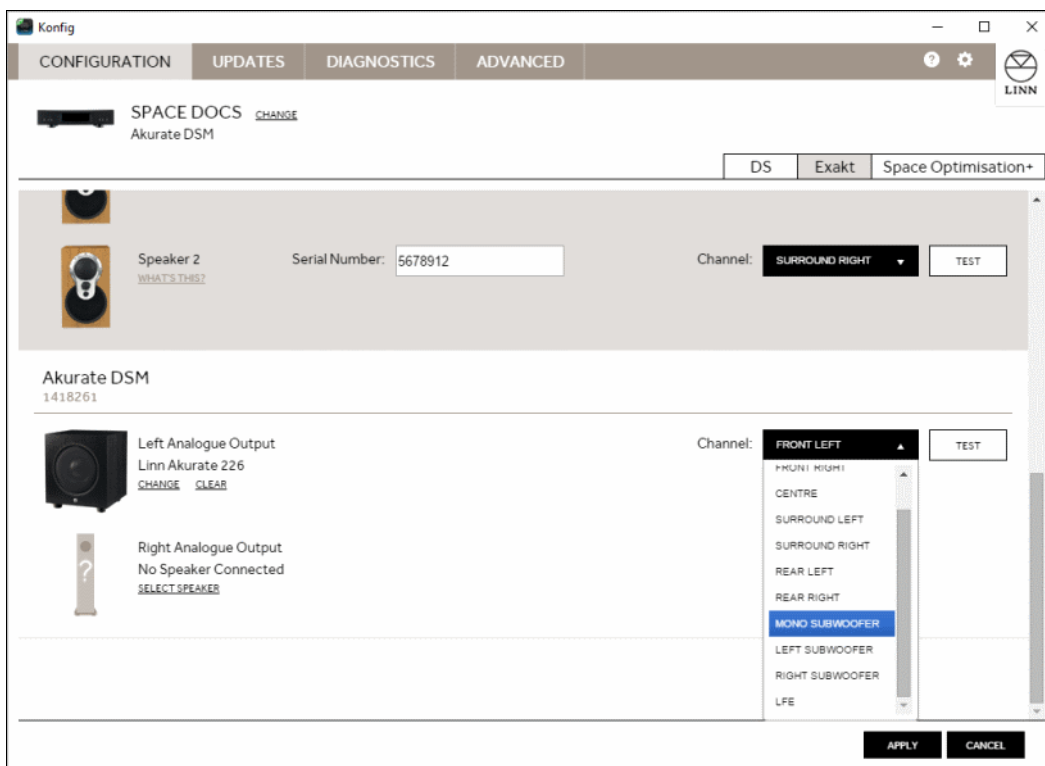 Konfig
CONFIGURATION UPDATES DIAGNOSTICS ADVANCED ?
LINN
SPACE DOCS CHANGE
Akurate DSM
DS Exakt Space Optimisation+
Speaker 2 Serial Number: 5678912 Channel: SURROUND RIGHT TEST
WHAT'S THIS?
Akurate DSM
1418261
Left Analogue Output Channel: FRONT LEFT TEST
Linn Akurate 226
CHANGE CLEAR
FRONT RIGHT
CENTRE
SURROUND LEFT
SURROUND RIGHT
REAR LEFT
REAR RIGHT
MONO SUBWOOFER
LEFT SUBWOOFER
RIGHT SUBWOOFER
LFE
?
Right Analogue Output
No Speaker Connected
SELECT SPEAKER
APPLY CANCEL